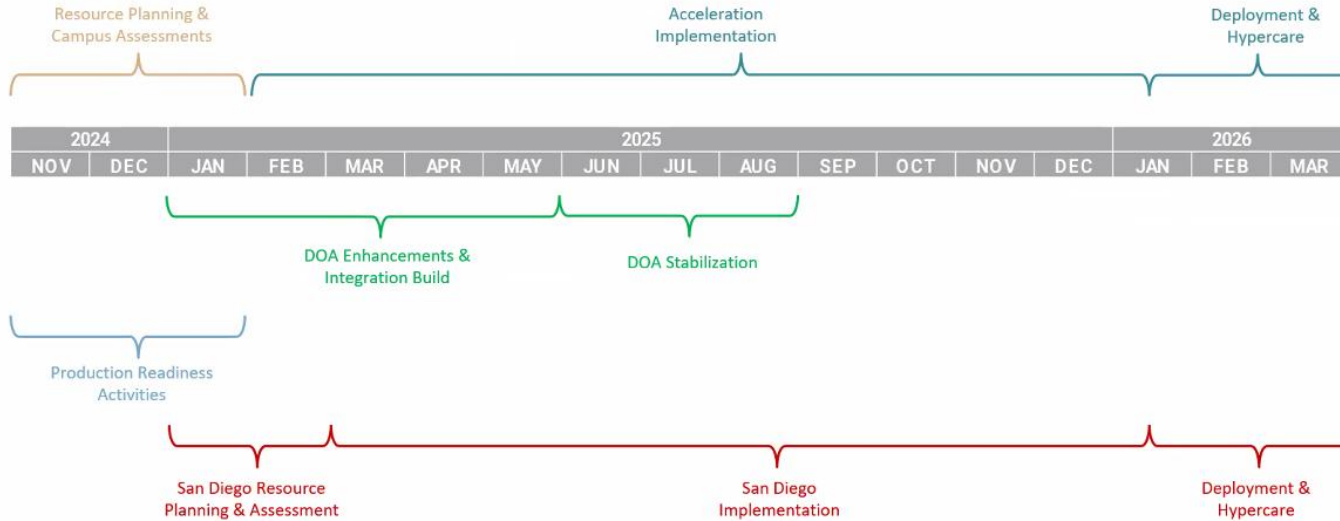 Resource Planning &
Campus Assessments
Acceleration
Implementation
Deployment &
Hypercare
2024 2025 2026
NOV DEC JAN FEB MAR APR MAY JUN JUL AUG SEP OCT NOV DEC JAN FEB MAR
DOA Enhancements &
Integration Build
DOA Stabilization
Production Readiness
Activities
San Diego Resource
Planning & Assessment
San Diego
Implementation
Deployment &
Hypercare